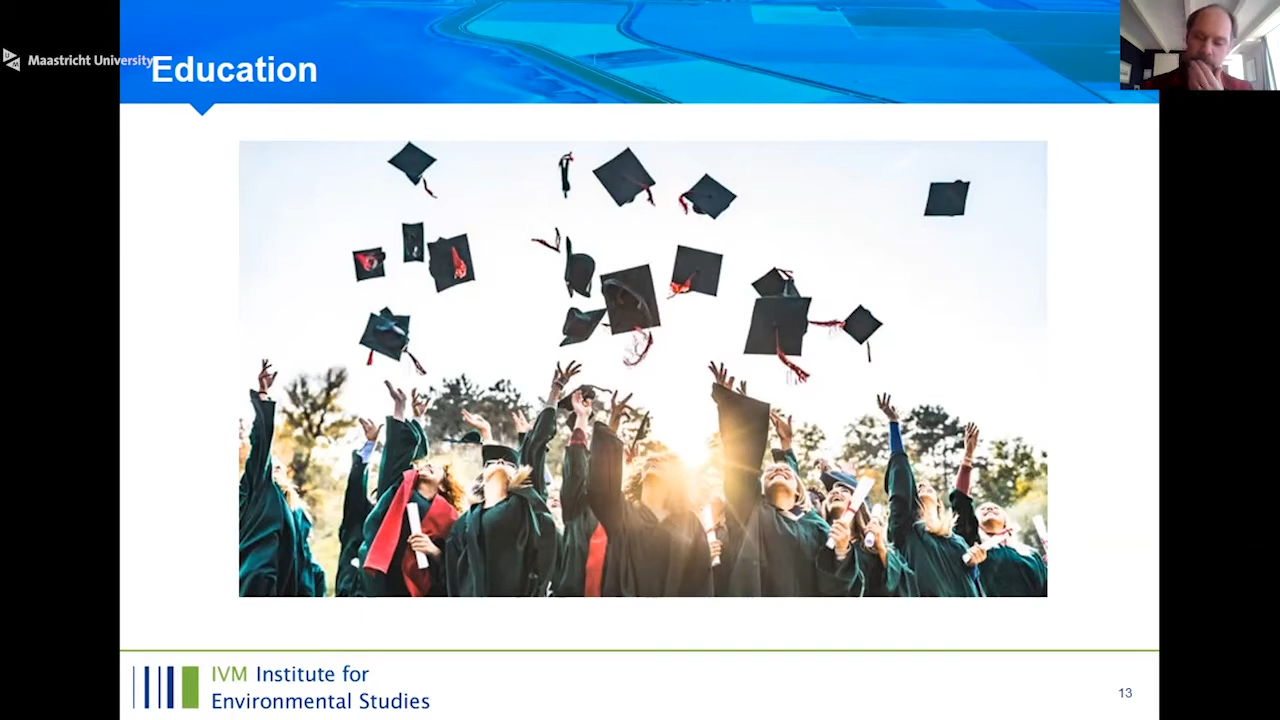 Maastricht University
Education
IVM Institute for
Environmental Studies
13